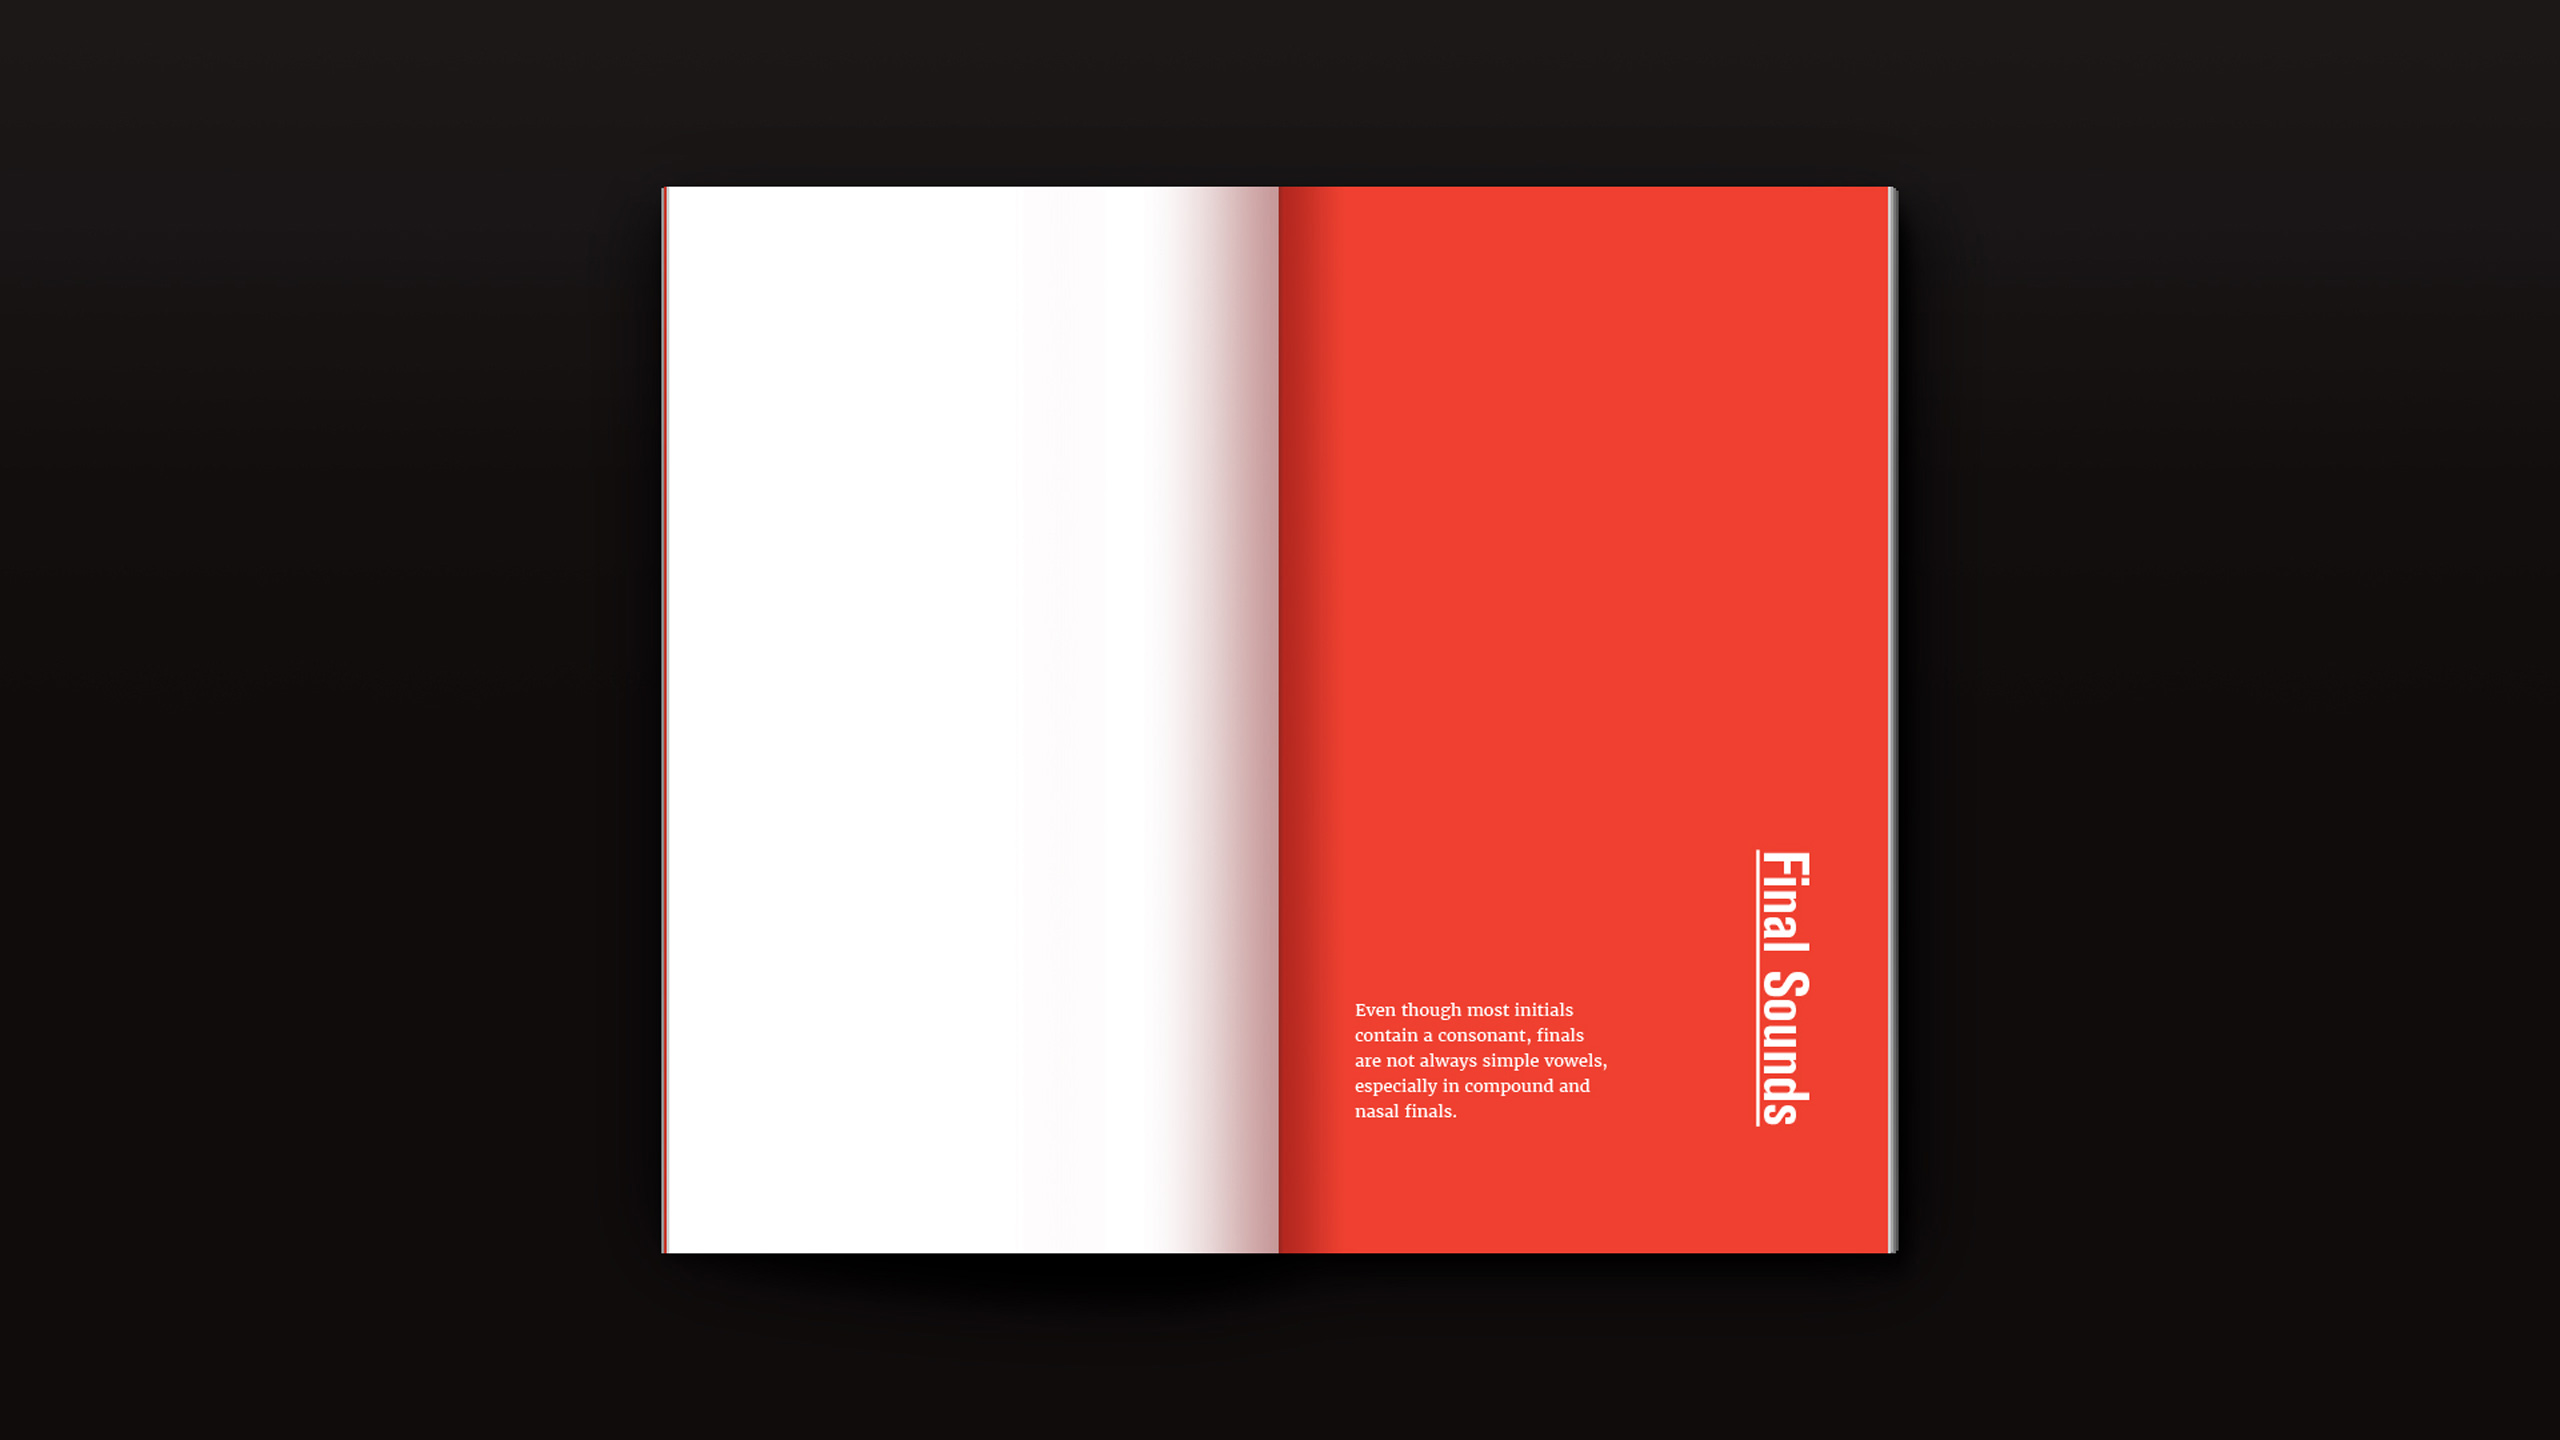 Final Sounds
Even though most initials
contain a consonant, finals
are not always simple vowels,
especially in compound and
nasal finals.